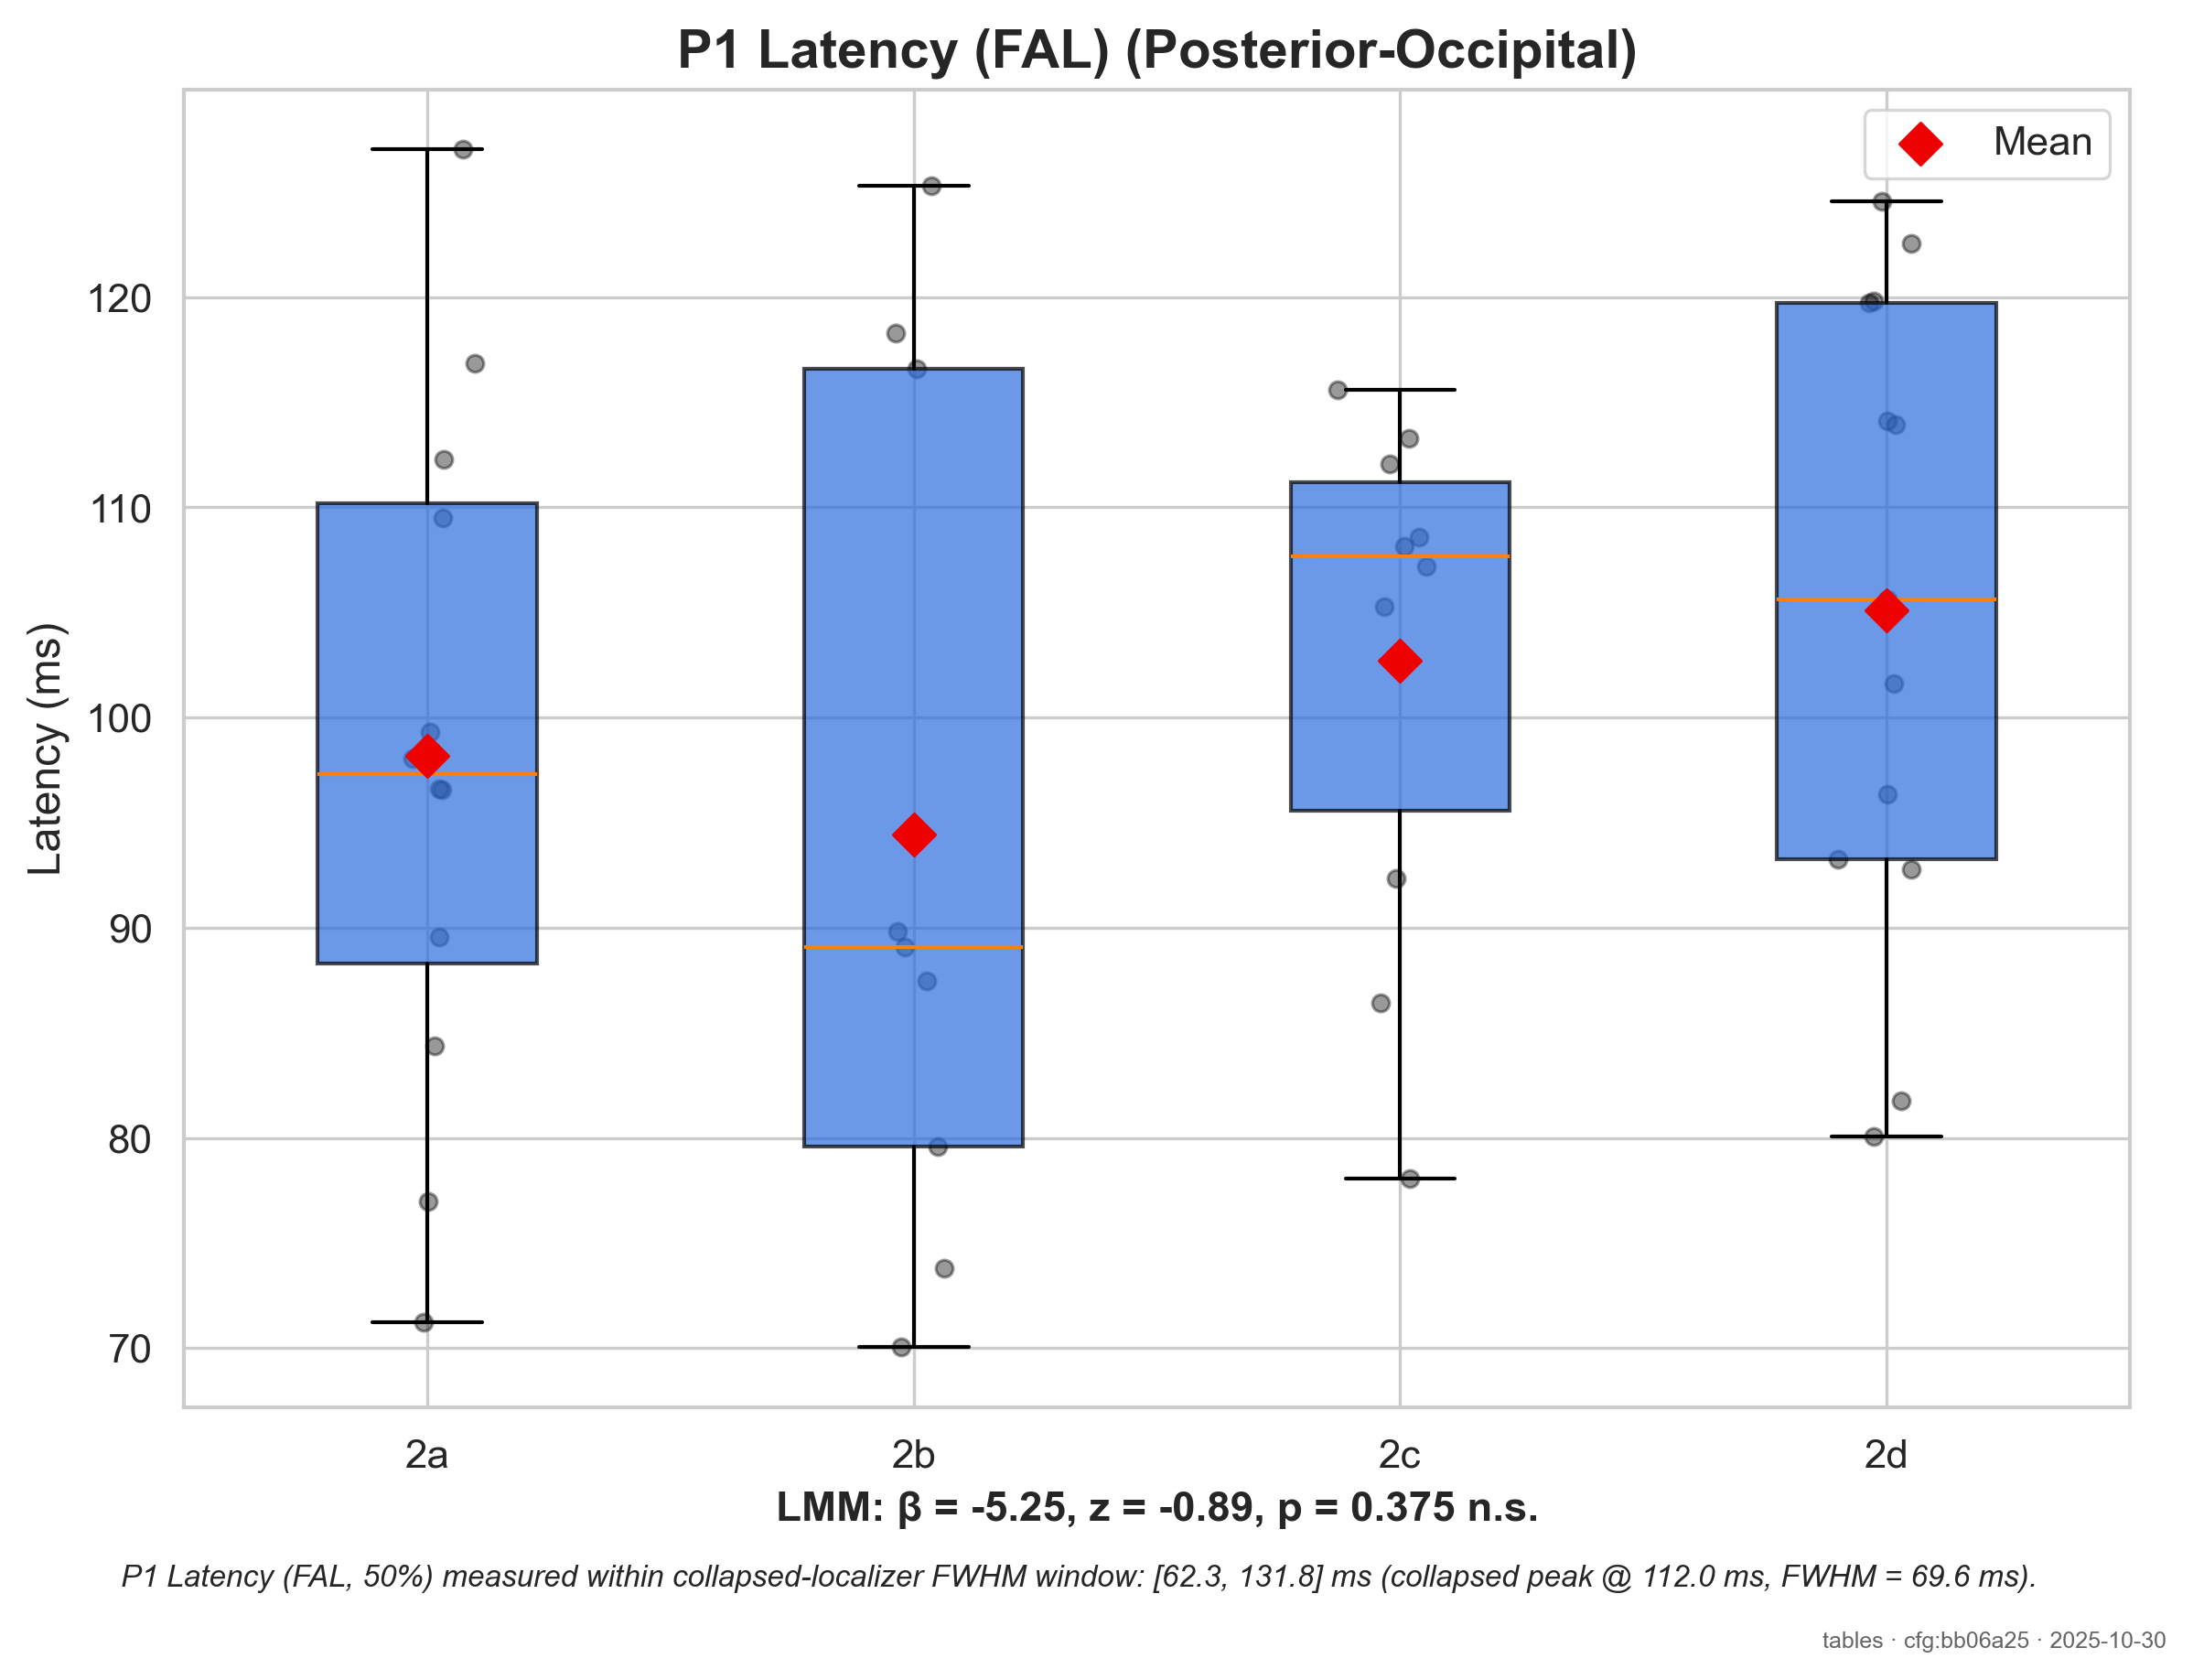 P1 Latency (FAL) (Posterior-Occipital)
Mean
Latency (ms)
120
110
100
90
80
70
2a 2b 2c 2d
LMM: β = -5.25, z = -0.89, p = 0.375 n.s.
P1 Latency (FAL, 50%) measured within collapsed-localizer FWHM window: [62.3, 131.8] ms (collapsed peak @ 112.0 ms, FWHM = 69.6 ms).
tables · cfg:bb06a25 · 2025-10-30